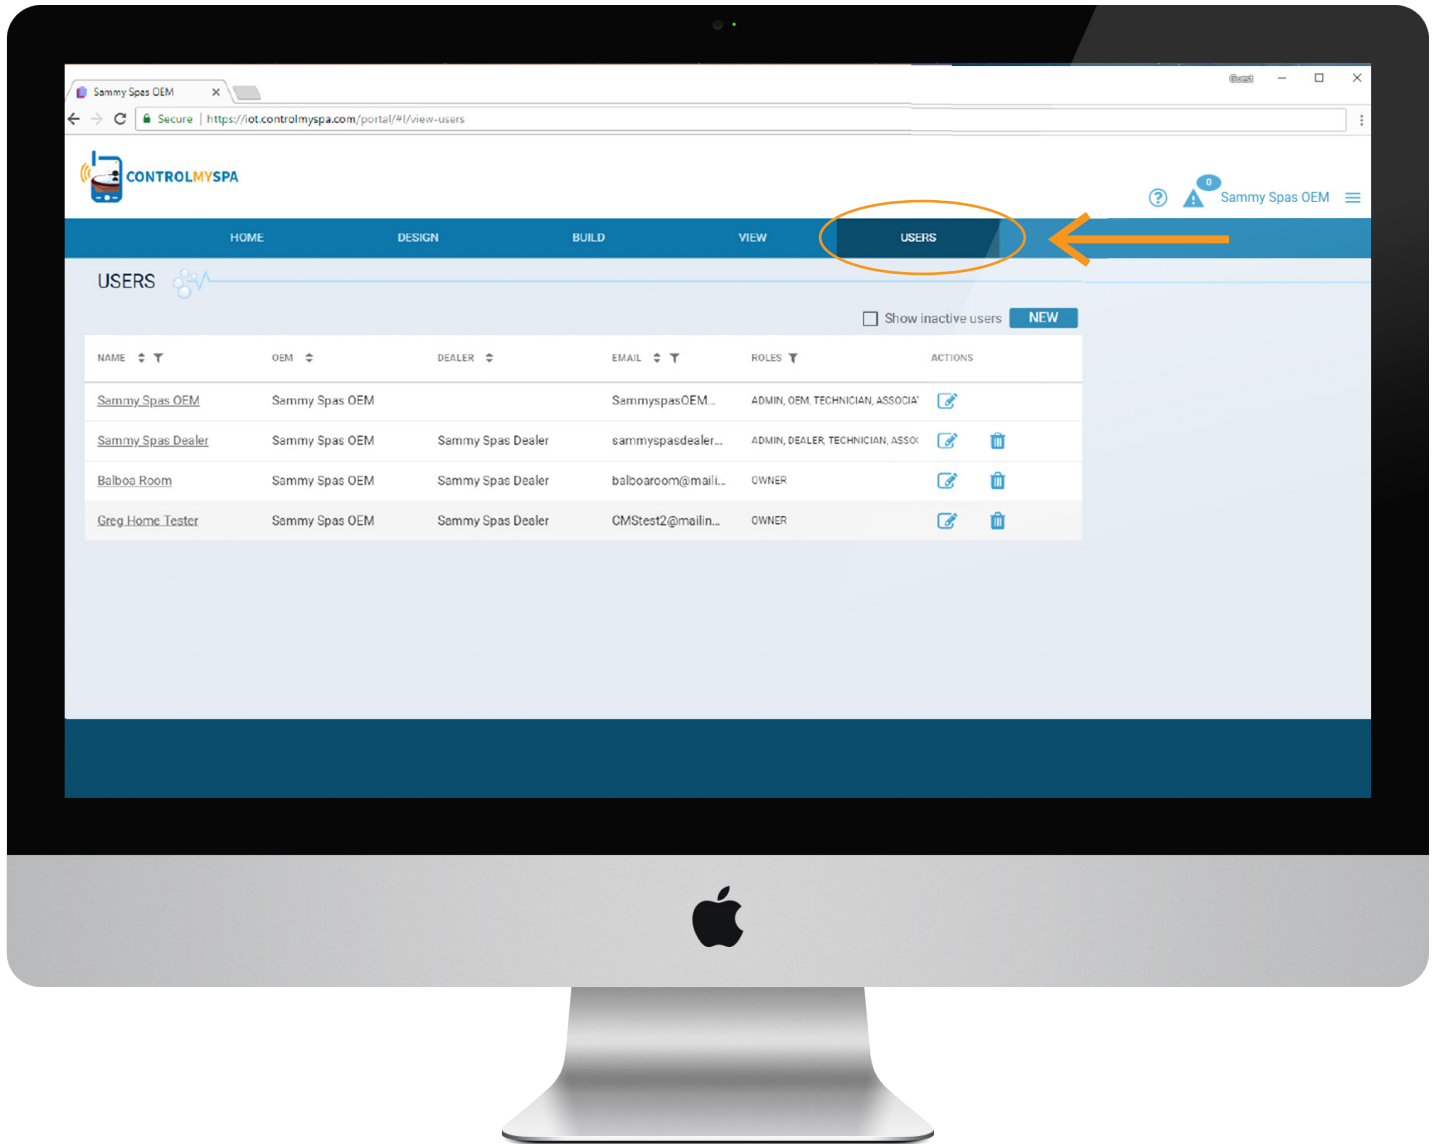 Sammy Spas OEM
Guest
Secure | https://iot.controlmyspa.com/portal/#!/view-users
CONTROLMYSPA
0
Sammy Spas OEM
HOME DESIGN BUILD VIEW USERS
USERS
Show inactive users NEW
NAME OEM DEALER EMAIL ROLES ACTIONS
Sammy Spas OEM Sammy Spas OEM SammyspasOEM... ADMIN, OEM, TECHNICIAN, ASSOCIAT
Sammy Spas Dealer Sammy Spas OEM Sammy Spas Dealer sammyspasdealer... ADMIN, DEALER, TECHNICIAN, ASSOC
Balboa Room Sammy Spas OEM Sammy Spas Dealer balboaroom@maili... OWNER
Greg Home Tester Sammy Spas OEM Sammy Spas Dealer CMStest2@mailin... OWNER